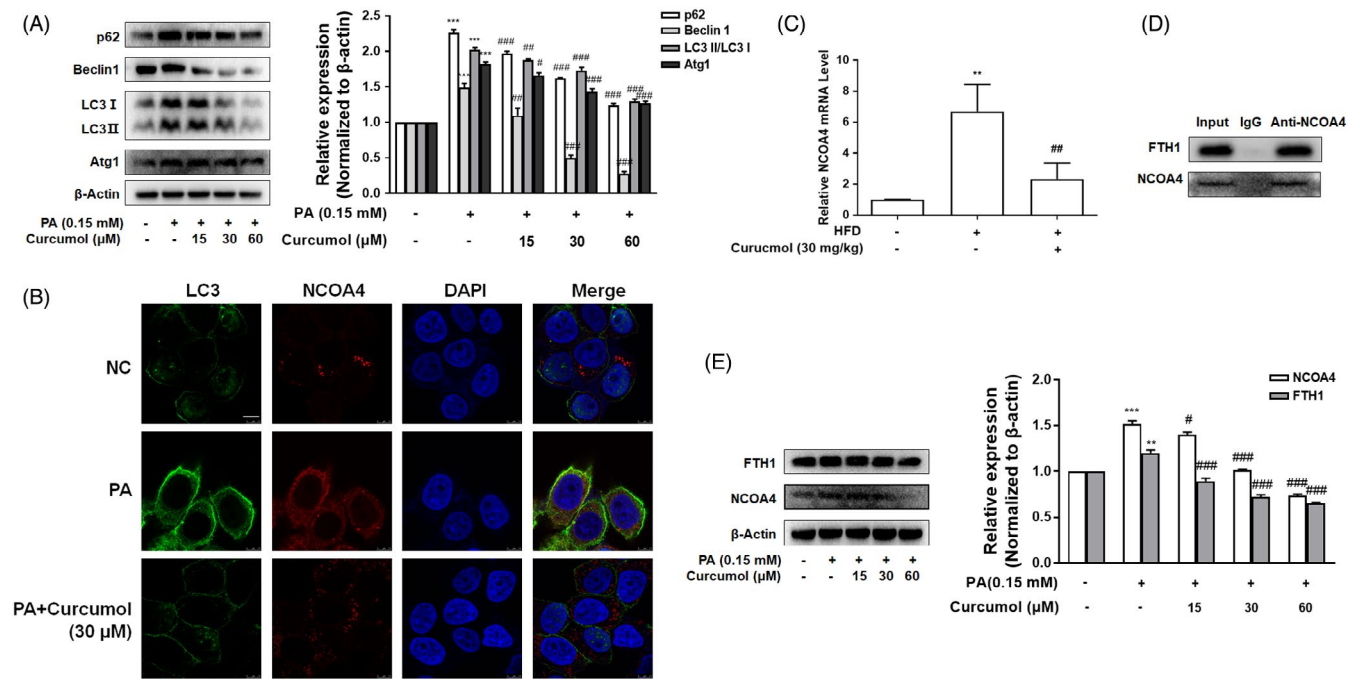 (A)
p62
Beclin1
LC3 I
LC3II
Atg1
β-Actin
PA (0.15 mM) - + + + +
Curcumol (μM) - - 15 30 60
Relative expression
(Normalized to β-actin)
2.5
2.0
1.5
1.0
0.5
0.0
*** *** *** ***
### ## ## #
### ### ### ###
### ### ### ###
p62
Beclin 1
LC3 II/LC3 I
Atg1
PA (0.15 mM) - + + + +
Curcumol (μM) - - 15 30 60
(B)
LC3 NCOA4 DAPI Merge
NC
PA
PA+Curcumol
(30 μM)
(C)
Relative NCOA4 mRNA Level
10
8
6
4
2
0
**
##
HFD - + +
Curucmol (30 mg/kg) - - +
(D)
Input IgG Anti-NCOA4
FTH1
NCOA4
(E)
FTH1
NCOA4
β-Actin
PA (0.15 mM) - + + + +
Curcumol (μM) - - 15 30 60
Relative expression
(Normalized to β-actin)
2.0
1.5
1.0
0.5
0.0
*** **
# ###
### ###
### ###
NCOA4
FTH1
PA(0.15 mM) - + + + +
Curcumol (μM) - - 15 30 60